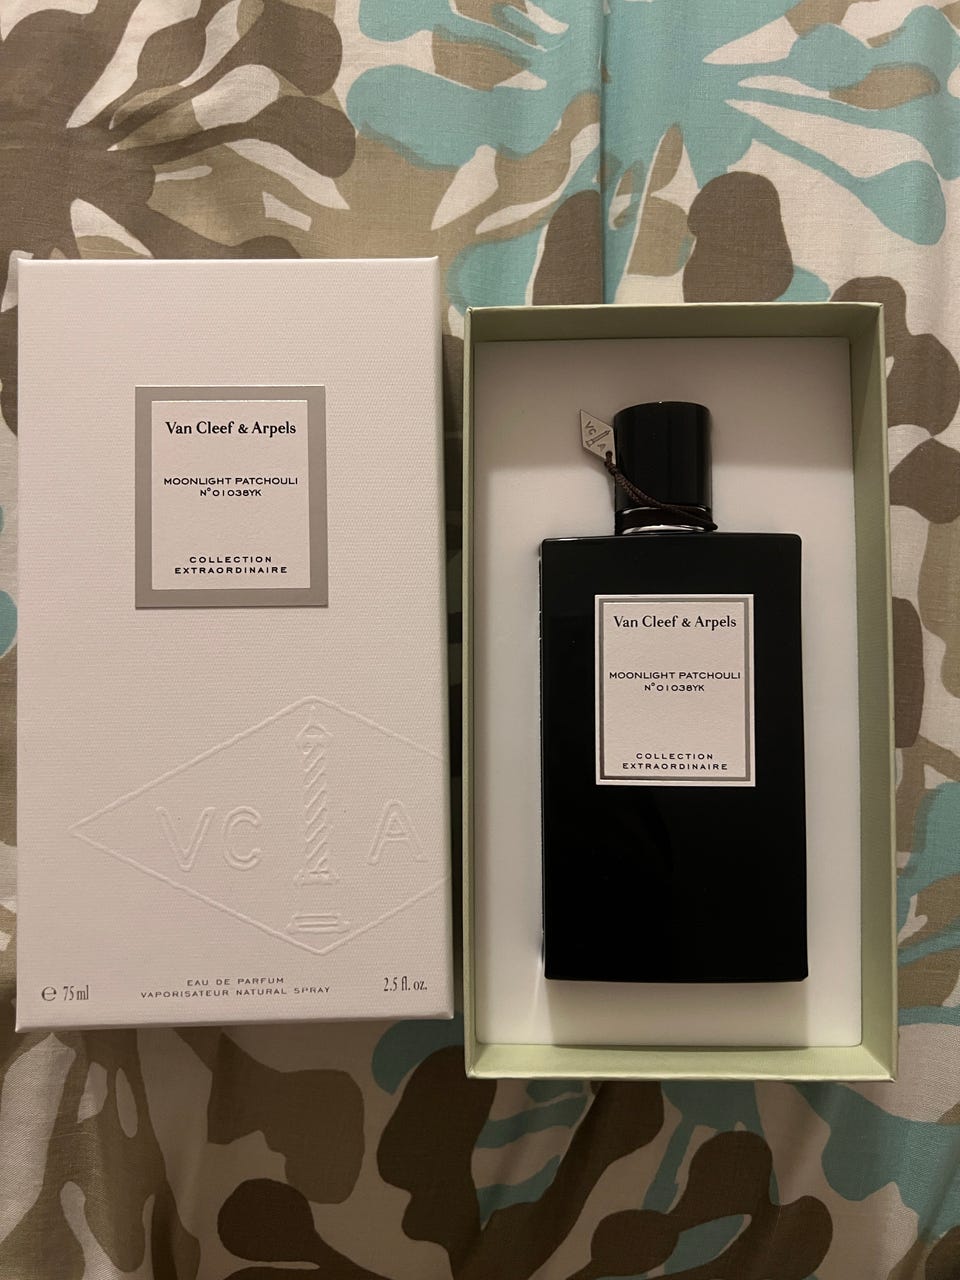 Van Cleef & Arpels
MOONLIGHT PATCHOULI
N°01038YK
COLLECTION
EXTRAORDINAIRE
VC A
e 75 ml
EAU DE PARFUM
VAPORISATEUR NATURAL SPRAY
2.5 fl. oz.
VC A
Van Cleef & Arpels
MOONLIGHT PATCHOULI
N°01038YK
COLLECTION
EXTRAORDINAIRE